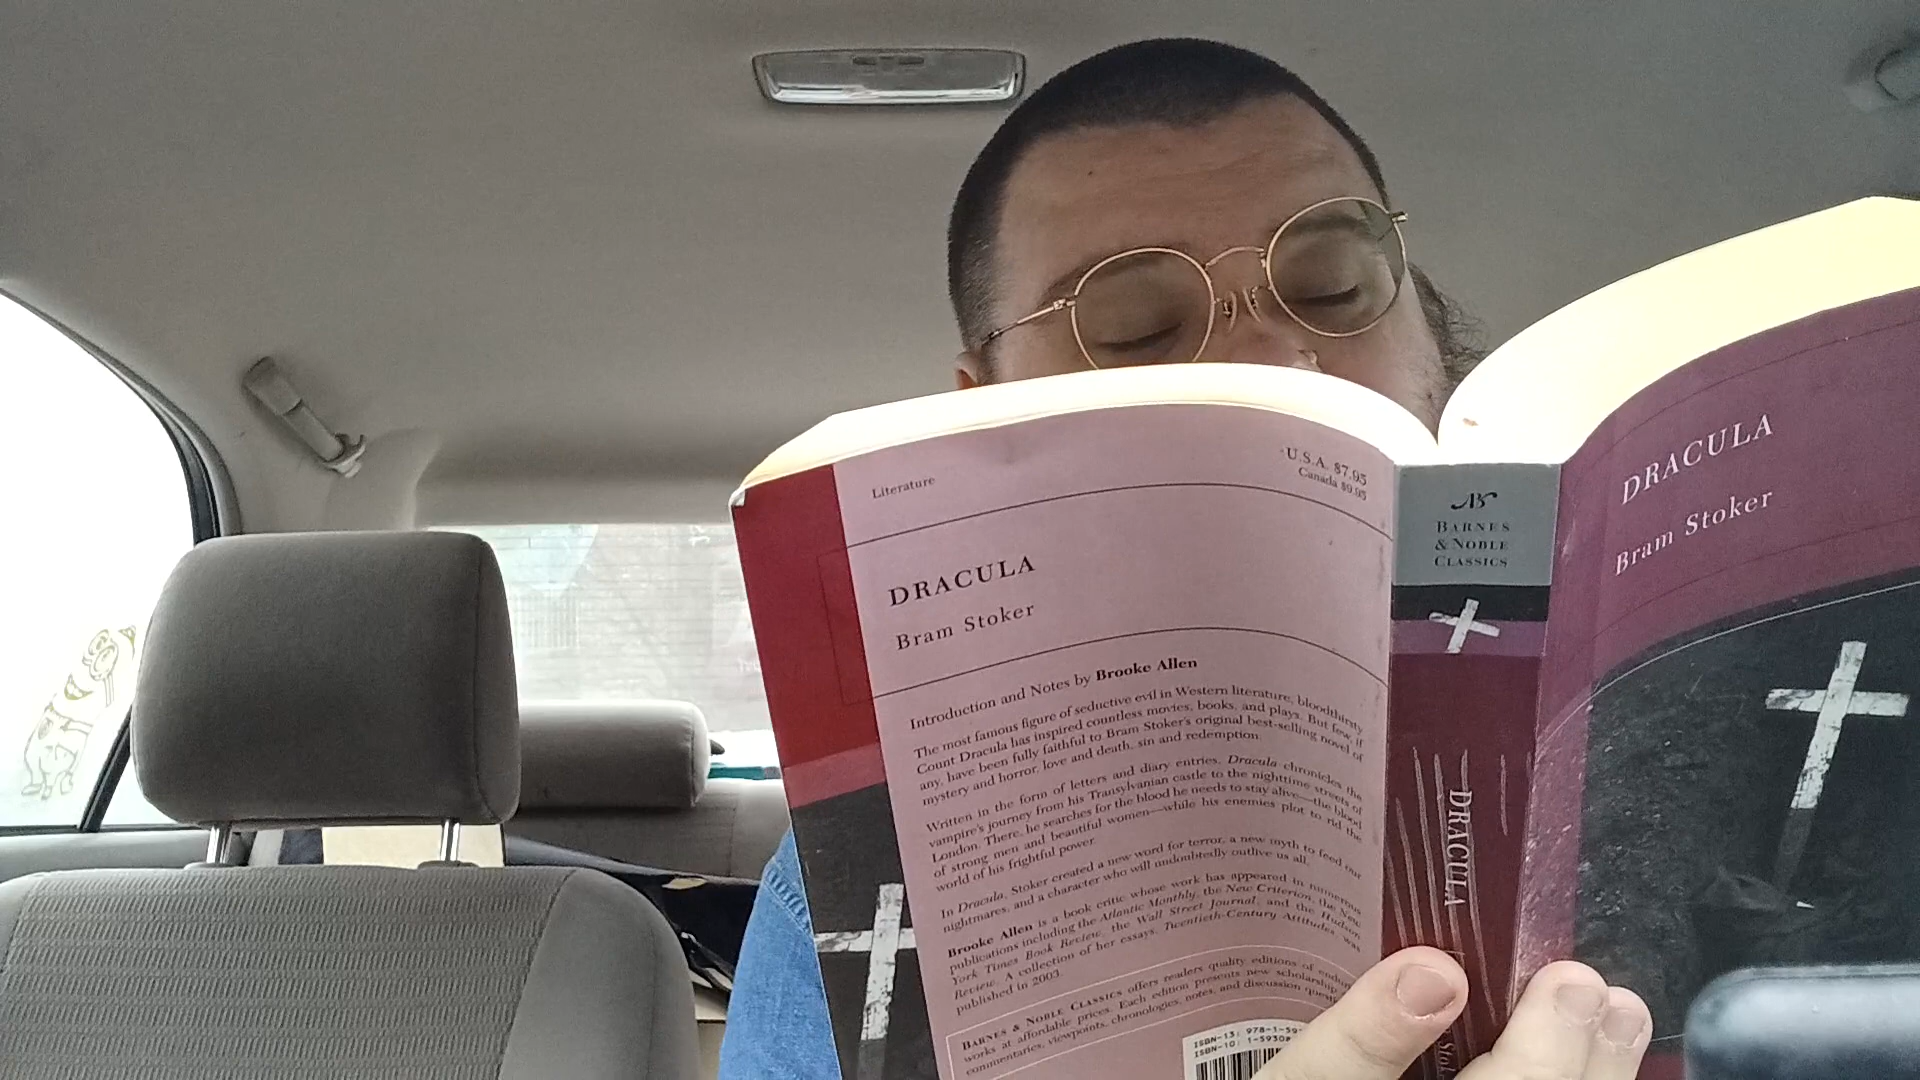 Literature
U.S.A. $7.95
Canada $9.95
DRACULA
Bram Stoker
Introduction and Notes by Brooke Allen
The most famous figure of seductive evil in Western literature, bloodthirsty
Count Dracula has inspired countless movies, books, and plays. But few, if
any, have been fully faithful to Bram Stoker's original best-selling novel of
mystery and horror, love and death, sin and redemption.
Written in the form of letters and diary entries, Dracula chronicles the
vampire's journey from his Transylvanian castle to the nighttime streets of
London. There, he searches for the blood he needs to stay alive—the blood
of strong men and beautiful women—while his enemies plot to rid the
world of his frightful power.
In Dracula, Stoker created a new word for terror, a new myth to feed our
nightmares, and a character who will undoubtedly outlive us all.
Brooke Allen is a book critic whose work has appeared in numerous
publications including the Atlantic Monthly, the New Criterion, the New
York Times Book Review, the Wall Street Journal, and the Hudson
Review. A collection of her essays, Twentieth-Century Attitudes, was
published in 2003.
BARNES & NOBLE CLASSICS offers readers quality editions of
works at affordable prices. Each edition presents new scholarship,
commentaries, viewpoints, chronologies, notes, and discussion
ISBN-13: 978-1-59
ISBN-10: 1-5930
BARNES
& NOBLE
CLASSICS
DRACULA
DRACULA
Bram Stoker